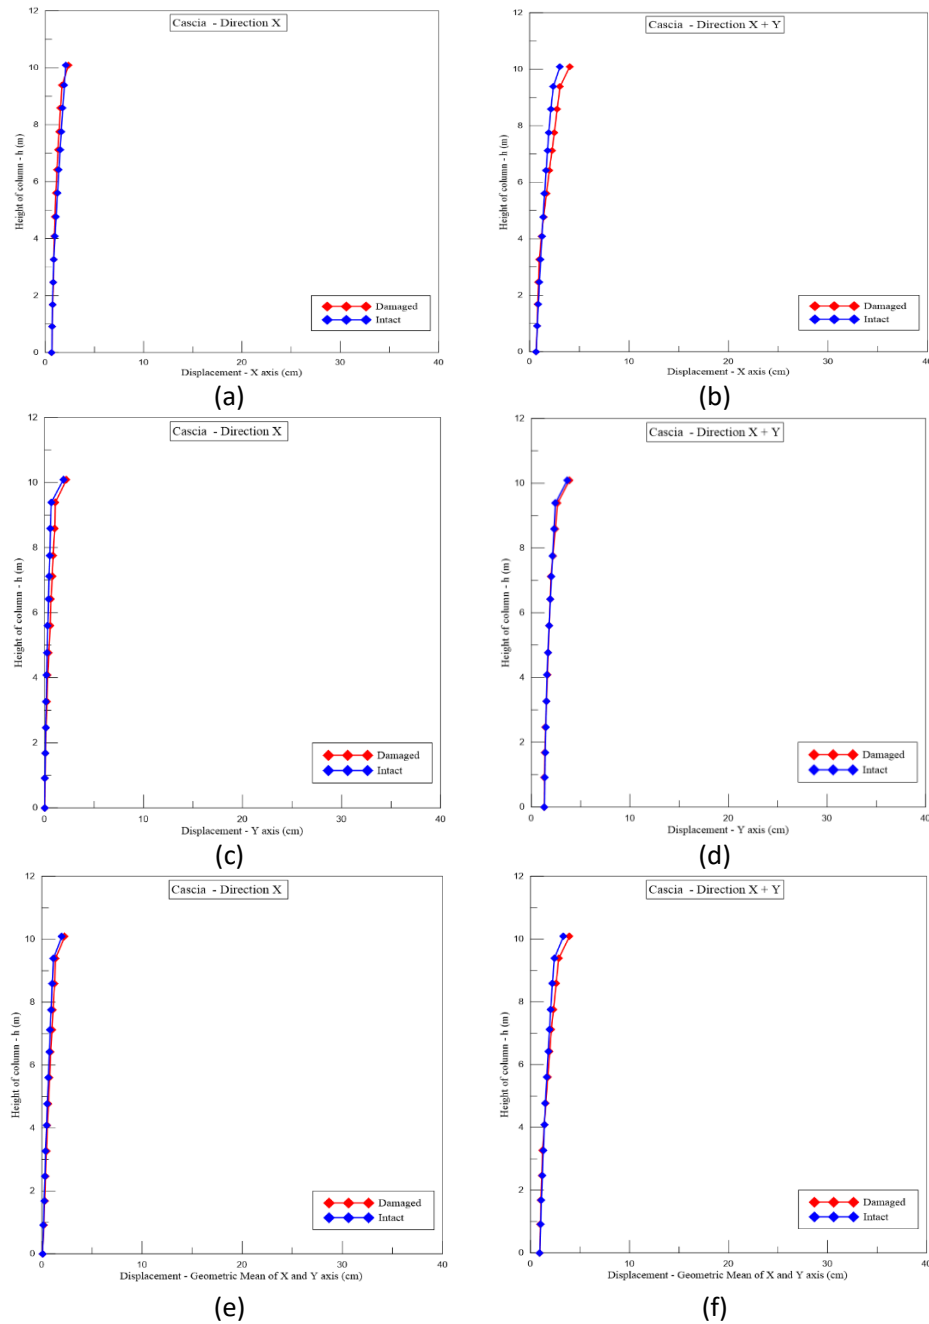 Cascia - Direction X
12
10
8
6
4
2
0
Height of column - h (m)
Damaged
Intact
0 10 20 30 40
Displacement - X axis (cm)
(a)
Cascia - Direction X + Y
12
10
8
6
4
2
0
Height of column - h (m)
Damaged
Intact
0 10 20 30 40
Displacement - X axis (cm)
(b)
Cascia - Direction X
12
10
8
6
4
2
0
Height of column - h (m)
Damaged
Intact
0 10 20 30 40
Displacement - Y axis (cm)
(c)
Cascia - Direction X + Y
12
10
8
6
4
2
0
Height of column - h (m)
Damaged
Intact
0 10 20 30 40
Displacement - Y axis (cm)
(d)
Cascia - Direction X
12
10
8
6
4
2
0
Height of column - h (m)
Damaged
Intact
0 10 20 30 40
Displacement - Geometric Mean of X and Y axis (cm)
(e)
Cascia - Direction X + Y
12
10
8
6
4
2
0
Height of column - h (m)
Damaged
Intact
0 10 20 30 40
Displacement - Geometric Mean of X and Y axis (cm)
(f)